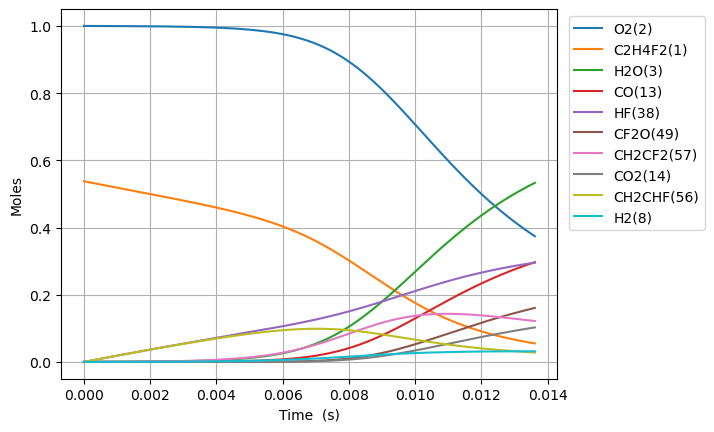 1.0
0.8
0.6
0.4
0.2
0.0
Moles
0.000 0.002 0.004 0.006 0.008 0.010 0.012 0.014
Time (s)
O2(2)
C2H4F2(1)
H2O(3)
CO(13)
HF(38)
CF2O(49)
CH2CF2(57)
CO2(14)
CH2CHF(56)
H2(8)